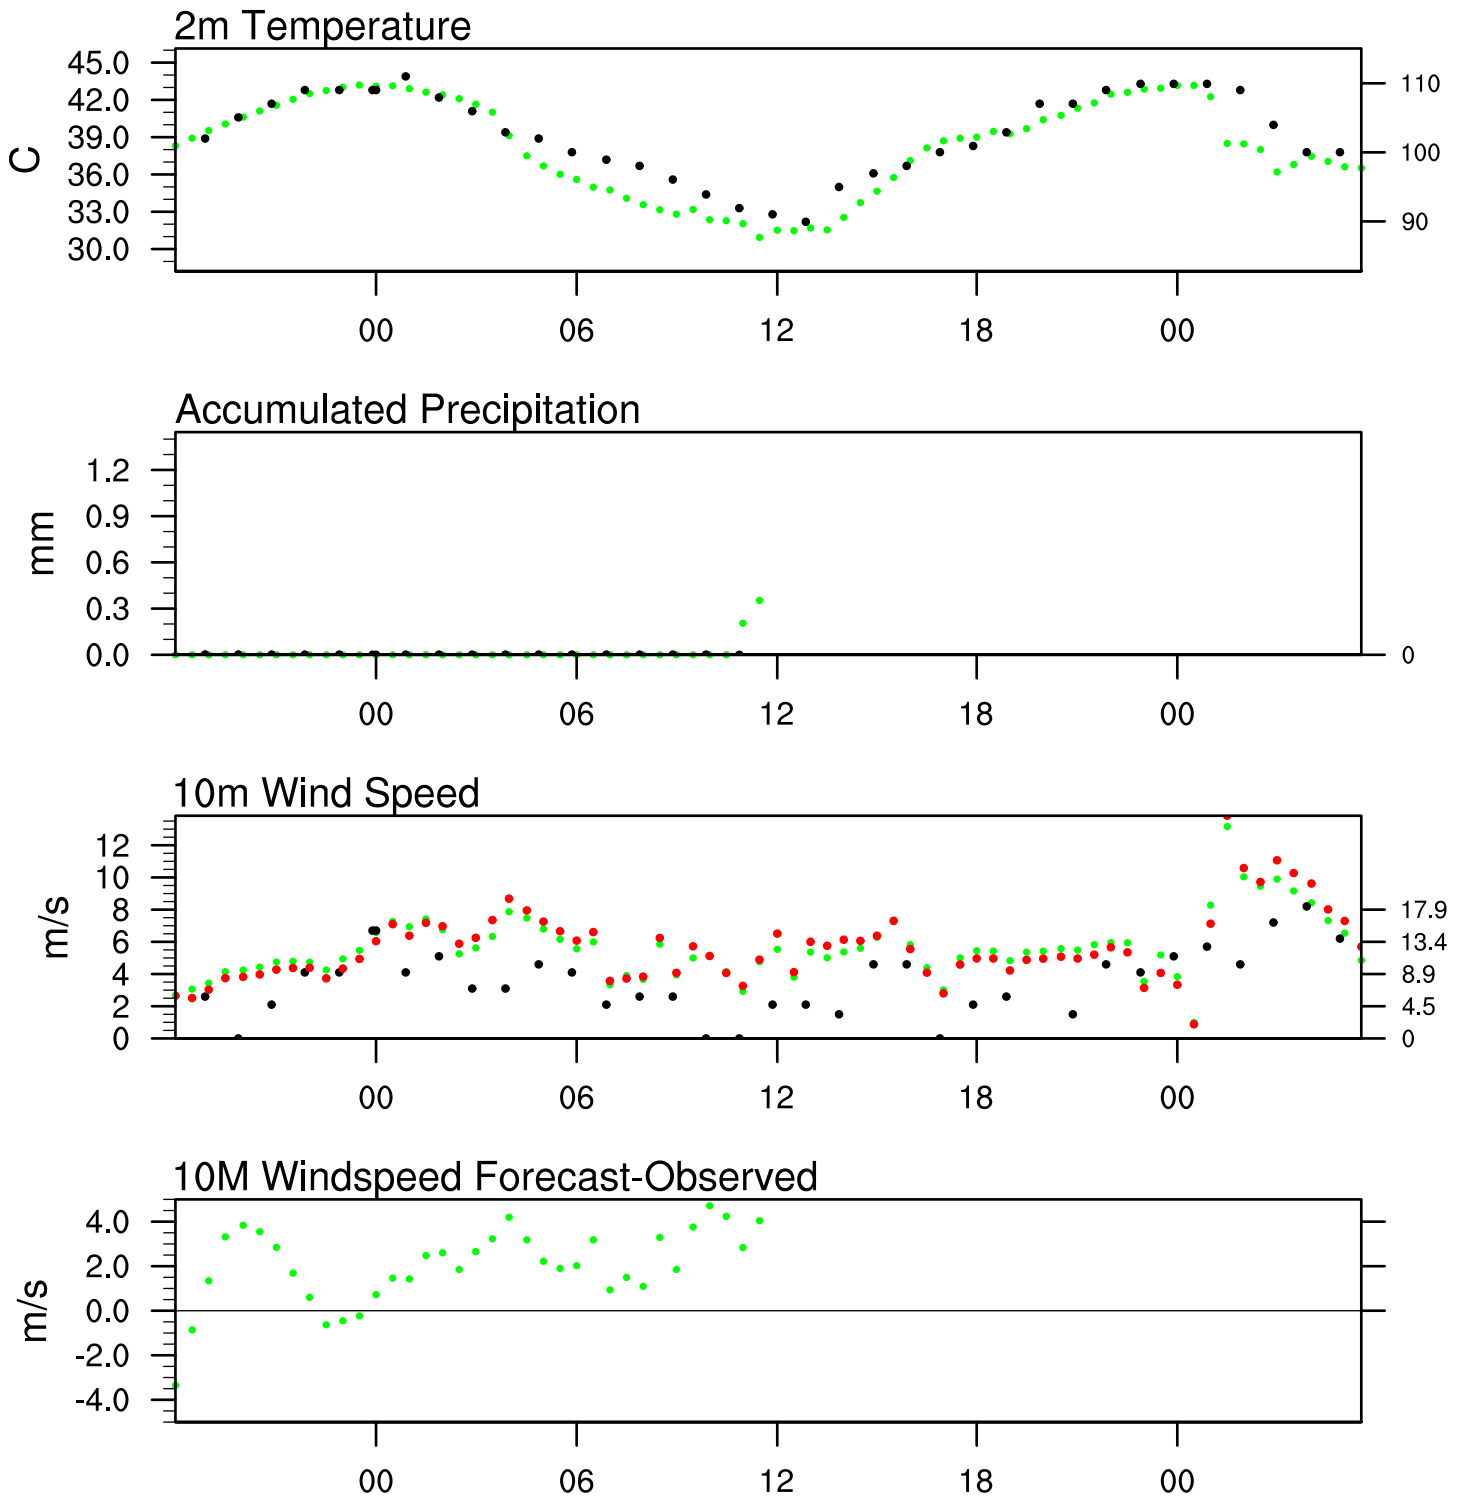 2m Temperature
45.0
42.0
39.0
36.0
33.0
30.0
C
110
100
90
00 06 12 18 00
Accumulated Precipitation
1.2
0.9
0.6
0.3
0.0
mm
0
00 06 12 18 00
10m Wind Speed
12
10
8
6
4
2
0
m/s
17.9
13.4
8.9
4.5
0
00 06 12 18 00
10M Windspeed Forecast-Observed
4.0
2.0
0.0
-2.0
-4.0
m/s
00 06 12 18 00